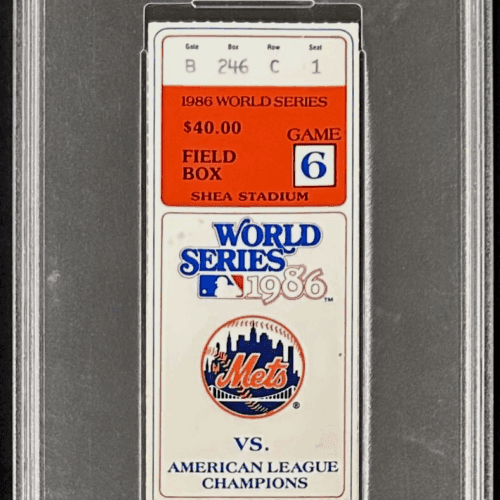 Gate Box Row Seat
B 246 C 1
1986 WORLD SERIES
$40.00
GAME
FIELD
BOX
6
SHEA STADIUM
WORLD
SERIES
1986
TM
Mets
®
VS.
AMERICAN LEAGUE
CHAMPIONS